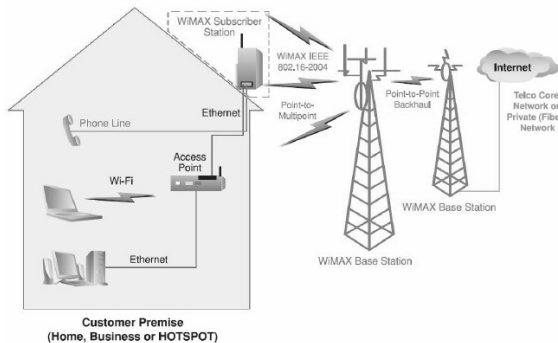 WiMAX Subscriber
Station
WiMAX IEEE
802.16-2004
Ethernet
Phone Line
Point-to-
Multipoint
Point-to-Point
Backhaul
Internet
Telco Core
Network or
Private (Fiber
Network
Access
Point
Wi-Fi
WiMAX Base Station
Ethernet
WiMAX Base Station
Customer Premise
(Home, Business or HOTSPOT)